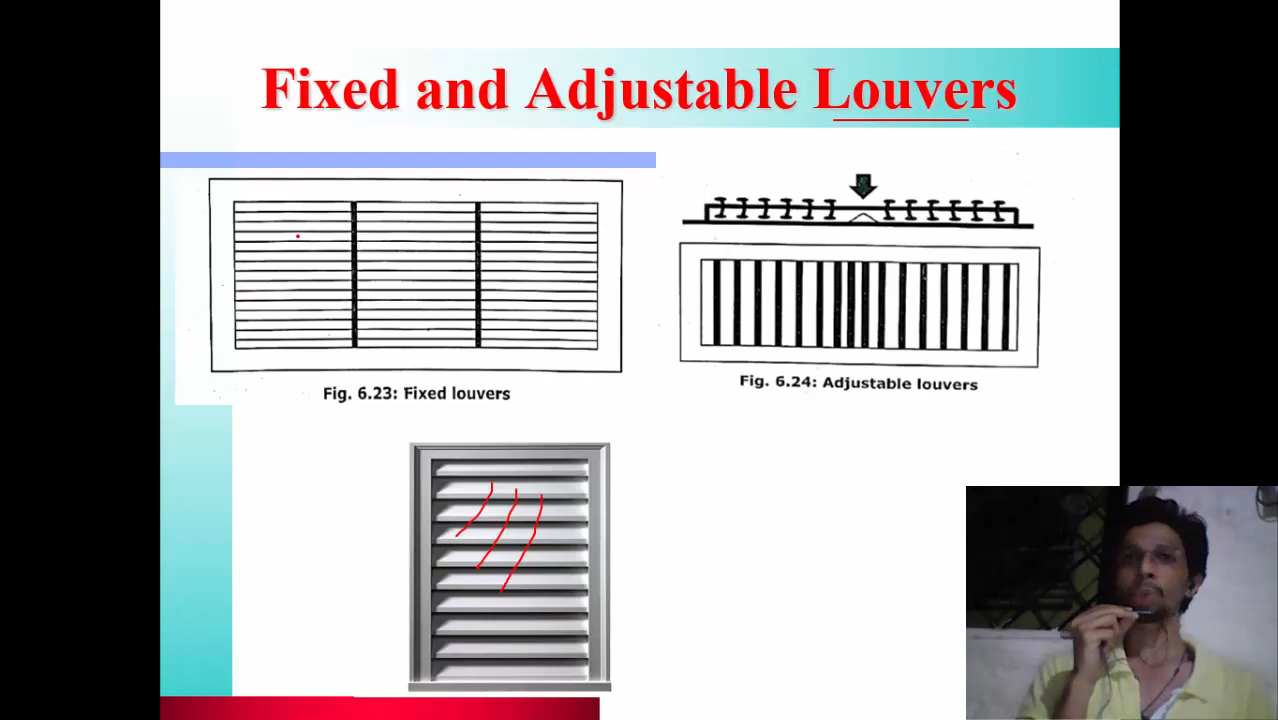 Fixed and Adjustable Louvers
Fig. 6.23: Fixed louvers
Fig. 6.24: Adjustable louvers